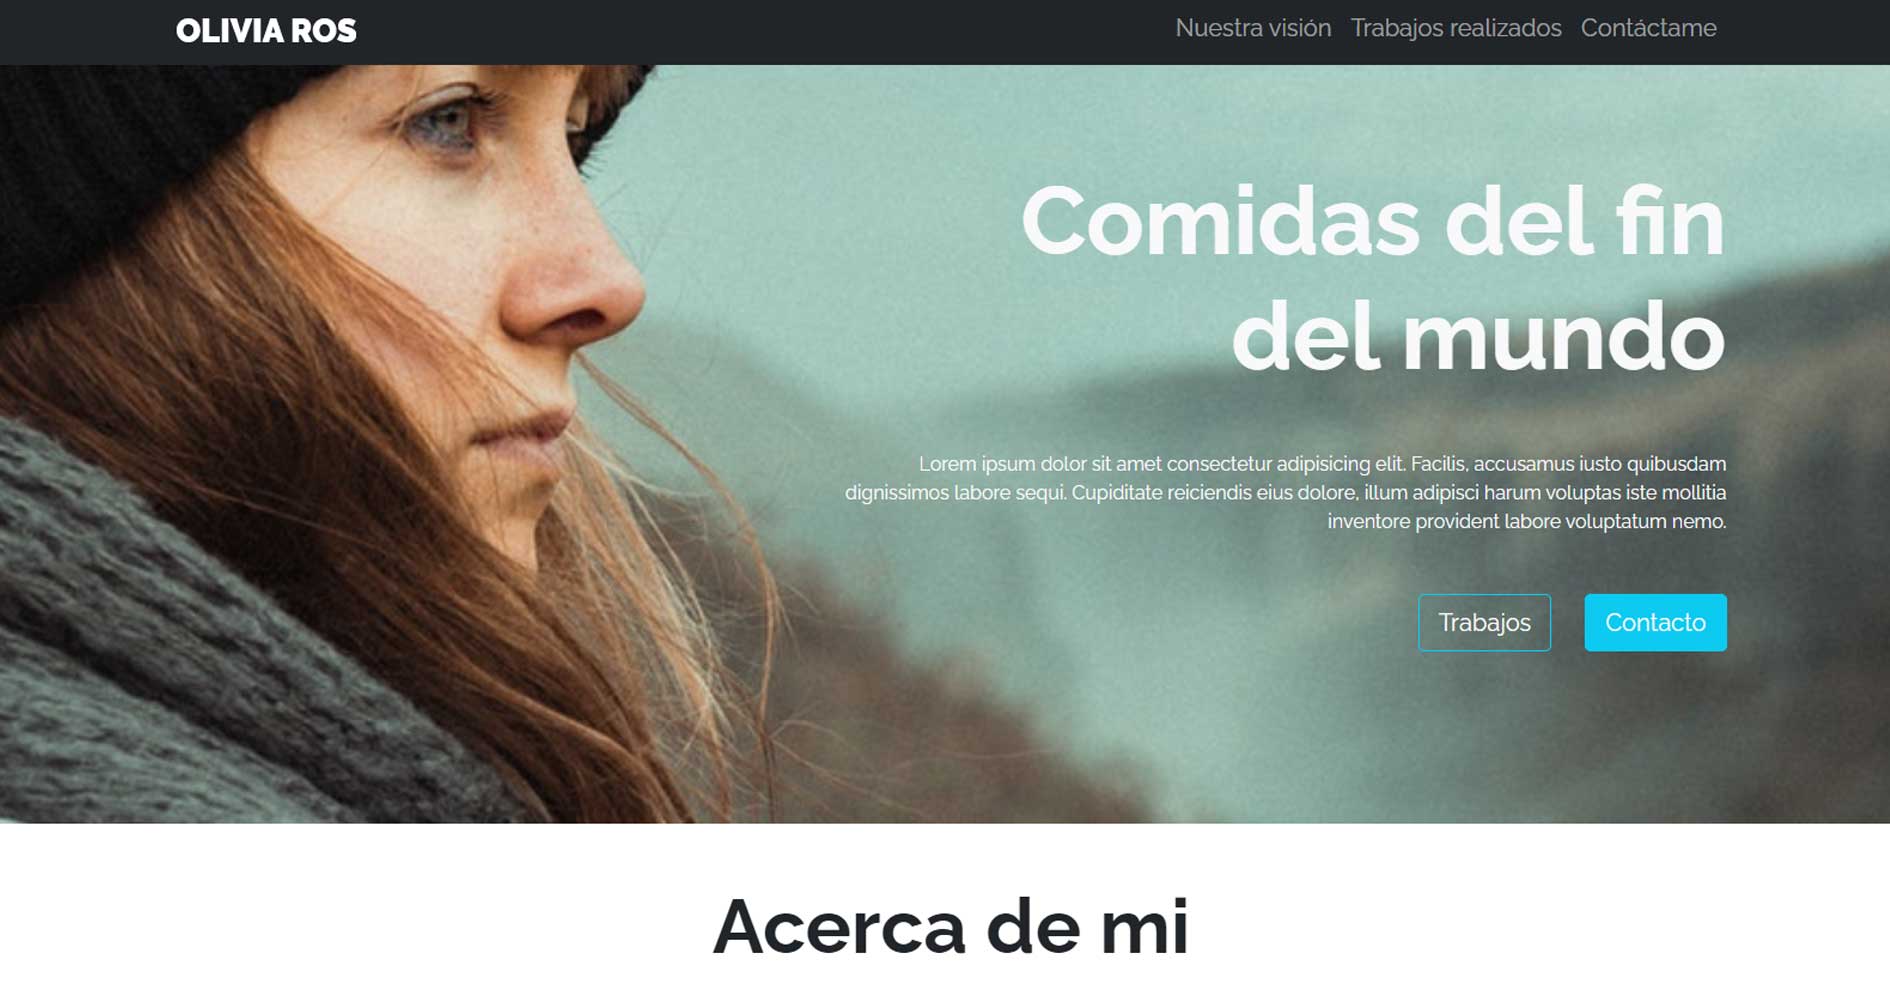 OLIVIA ROS
Nuestra visión Trabajos realizados Contáctame
Comidas del fin
del mundo
Lorem ipsum dolor sit amet consectetur adipisicing elit. Facilis, accusamus iusto quibusdam
dignissimos labore sequi. Cupiditate reiciendis eius dolore, illum adipisci harum voluptas iste mollitia
inventore provident labore voluptatum nemo.
Trabajos Contacto
Acerca de mi